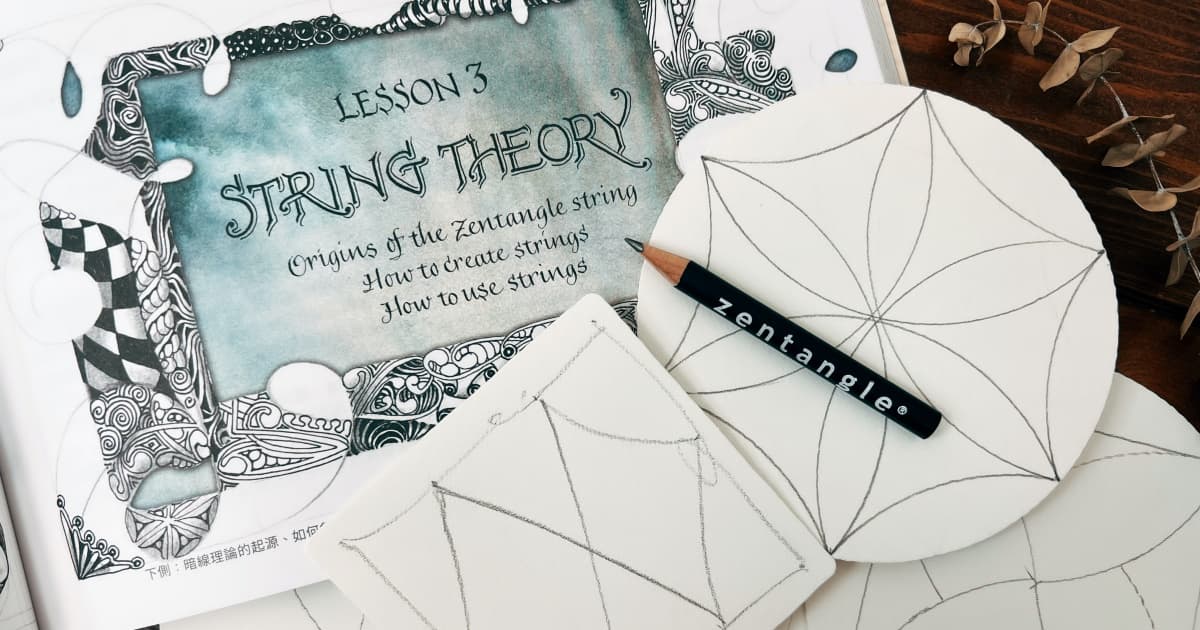 LESSON 3
STRING THEORY
Origins of the Zentangle string
How to create strings
How to use strings
zentangle®
下側：暗線理論的起源、如何